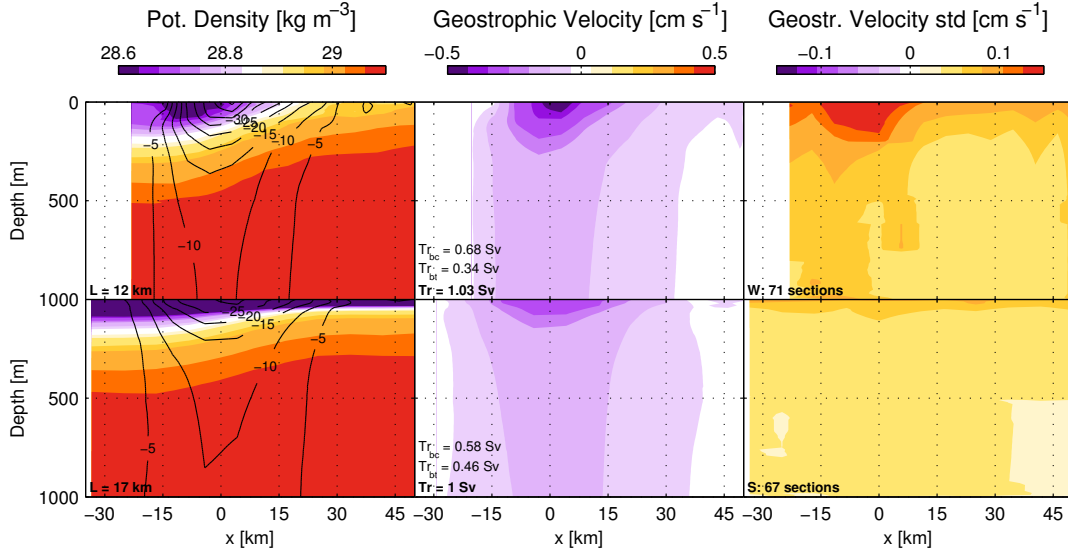 Pot. Density [kg m⁻³] Geostrophic Velocity [cm s⁻¹] Geostr. Velocity std [cm s⁻¹]
28.6 28.8 29 −0.5 0 0.5 −0.1 0 0.1
0
−30 −25 −20 −15 −10 −5
−5
−10
500
Depth [m]
Tr_bc = 0.68 Sv
Tr_bt = 0.34 Sv
L = 12 km Tr = 1.03 Sv W: 71 sections
1000
−25 −20
−15
−5
−10
500
Depth [m]
−5
Tr_bc = 0.58 Sv
Tr_bt = 0.46 Sv
L = 17 km Tr = 1 Sv S: 67 sections
1000
−30 −15 0 15 30 45 −30 −15 0 15 30 45 −30 −15 0 15 30 45
x [km] x [km] x [km]